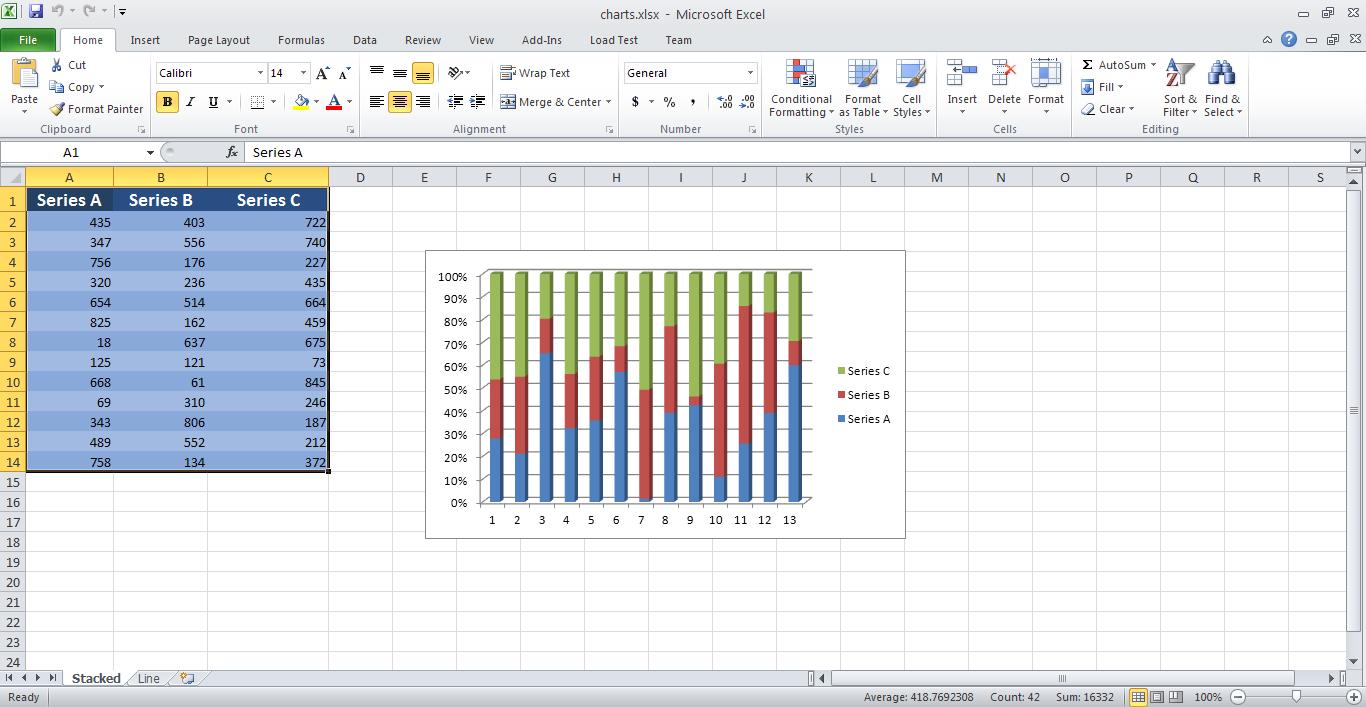 charts.xlsx - Microsoft Excel
File Home Insert Page Layout Formulas Data Review View Add-Ins Load Test Team
Paste
Cut
Copy
Format Painter
Clipboard
Calibri 14 A A
B I U A
Font
Wrap Text
Merge & Center
Alignment
General
$ % , .00 .0
Number
Conditional Formatting
Format as Table
Cell Styles
Styles
Insert Delete Format
Cells
Σ AutoSum
Fill
Clear
Sort & Filter
Find & Select
Editing
A1 fx Series A
A B C D E F G H I J K L M N O P Q R S
1 Series A Series B Series C
2 435 403 722
3 347 556 740
4 756 176 227
5 320 236 435
6 654 514 664
7 825 162 459
8 18 637 675
9 125 121 73
10 668 61 845
11 69 310 246
12 343 806 187
13 489 552 212
14 758 134 372
15
16
17
18
19
20
21
22
23
24
100%
90%
80%
70%
60%
50%
40%
30%
20%
10%
0%
1 2 3 4 5 6 7 8 9 10 11 12 13
Series C
Series B
Series A
Stacked Line
Ready Average: 418.7692308 Count: 42 Sum: 16332 100%